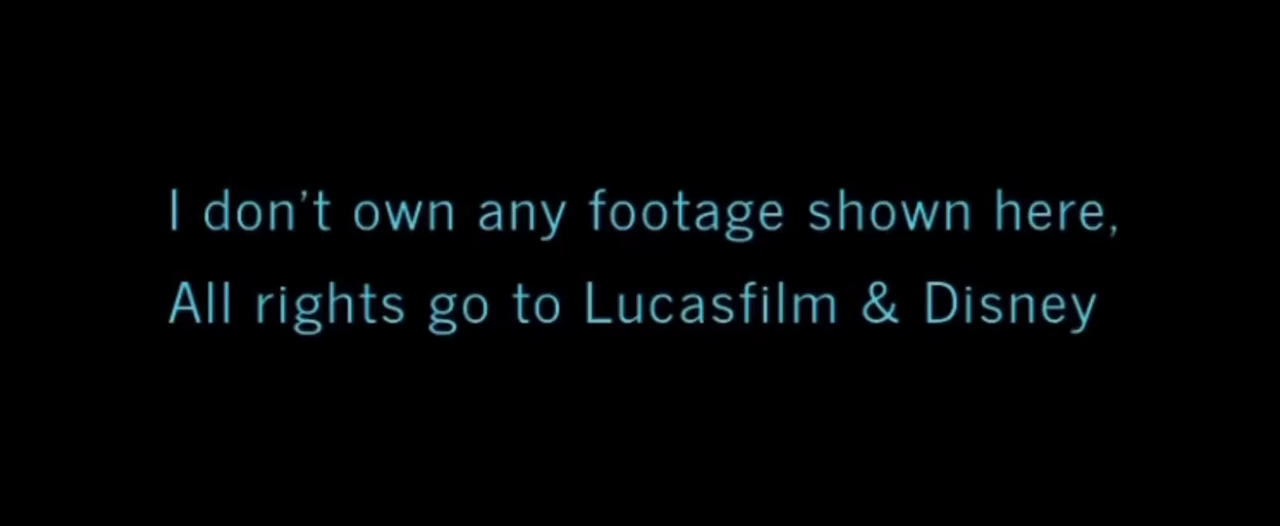 I don’t own any footage shown here,
All rights go to Lucasfilm & Disney